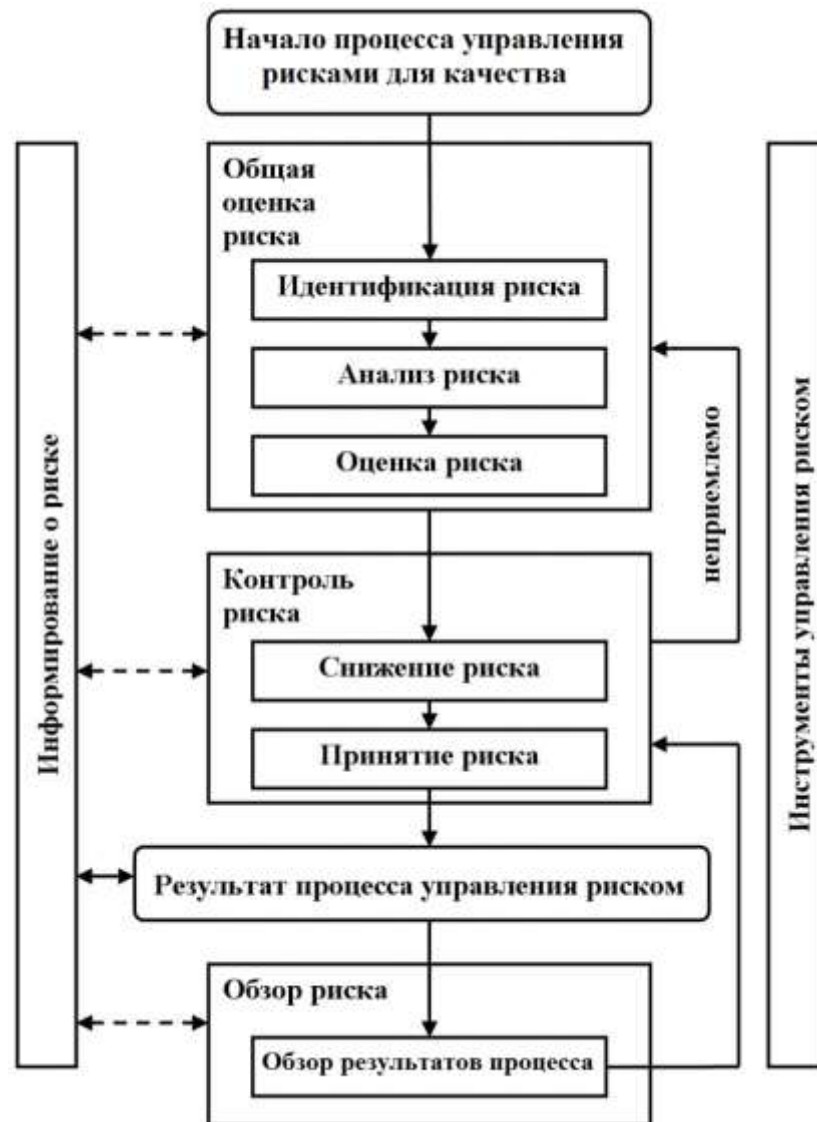 Начало процесса управления
рисками для качества
Общая
оценка
риска
Идентификация риска
Анализ риска
Оценка риска
неприемлемо
Контроль
риска
Снижение риска
Принятие риска
Результат процесса управления риском
Обзор риска
Обзор результатов процесса
Информирование о риске
Инструменты управления риском